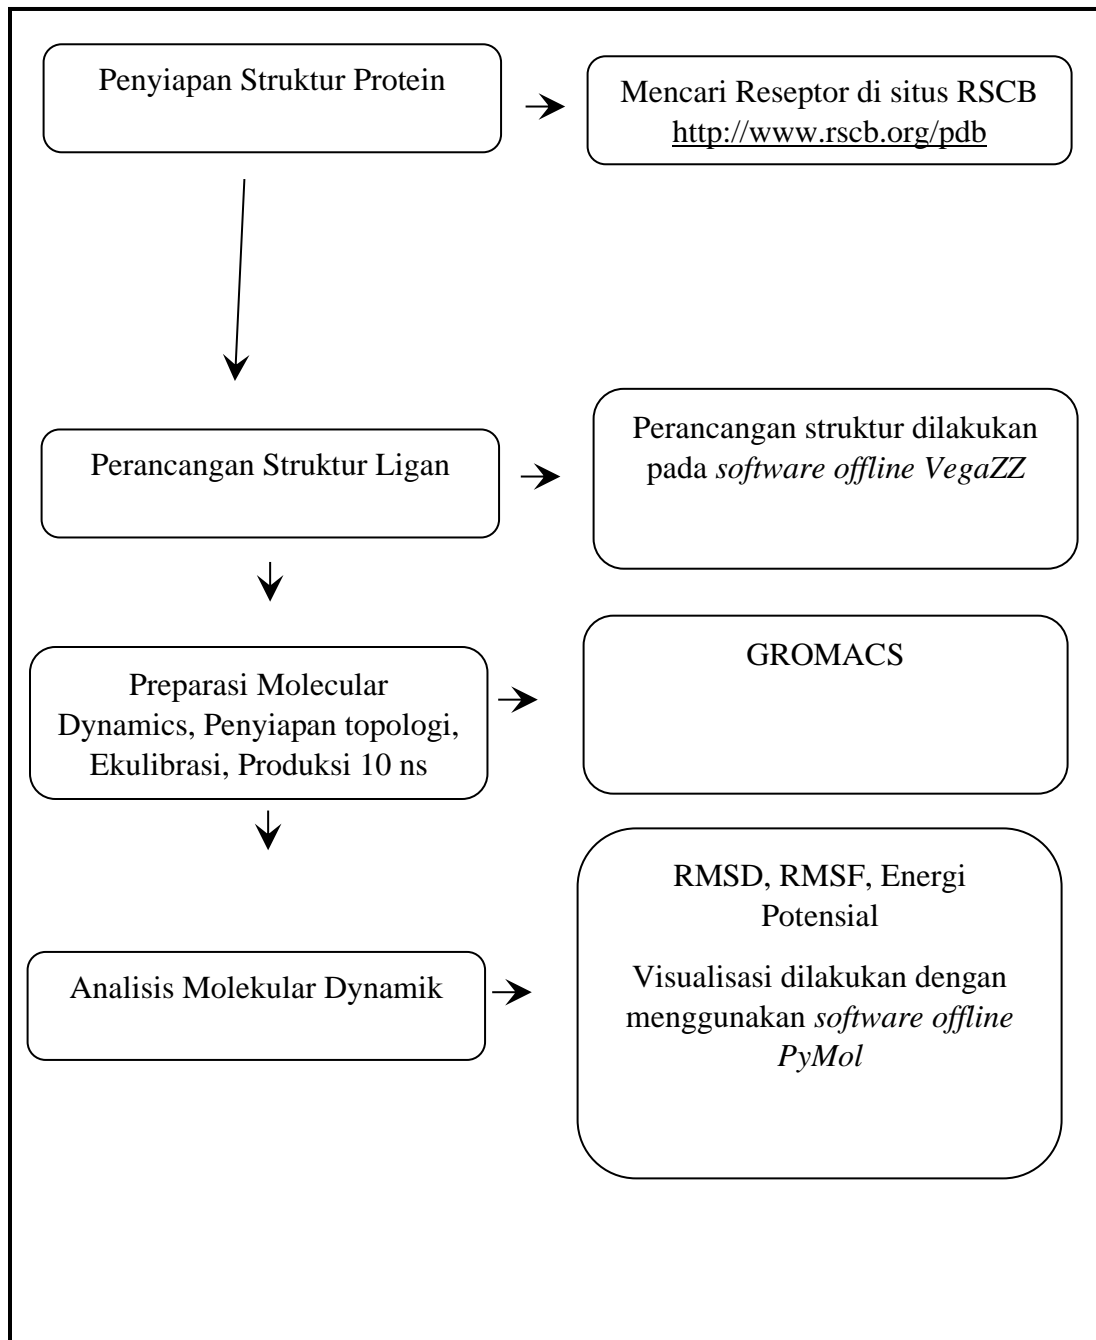 Penyiapan Struktur Protein
Mencari Reseptor di situs RSCB
http://www.rscb.org/pdb
Perancangan Struktur Ligan
Perancangan struktur dilakukan
pada software offline VegaZZ
Preparasi Molecular
Dynamics, Penyiapan topologi,
Ekulibrasi, Produksi 10 ns
GROMACS
Analisis Molekular Dynamik
RMSD, RMSF, Energi
Potensial
Visualisasi dilakukan dengan
menggunakan software offline
PyMol